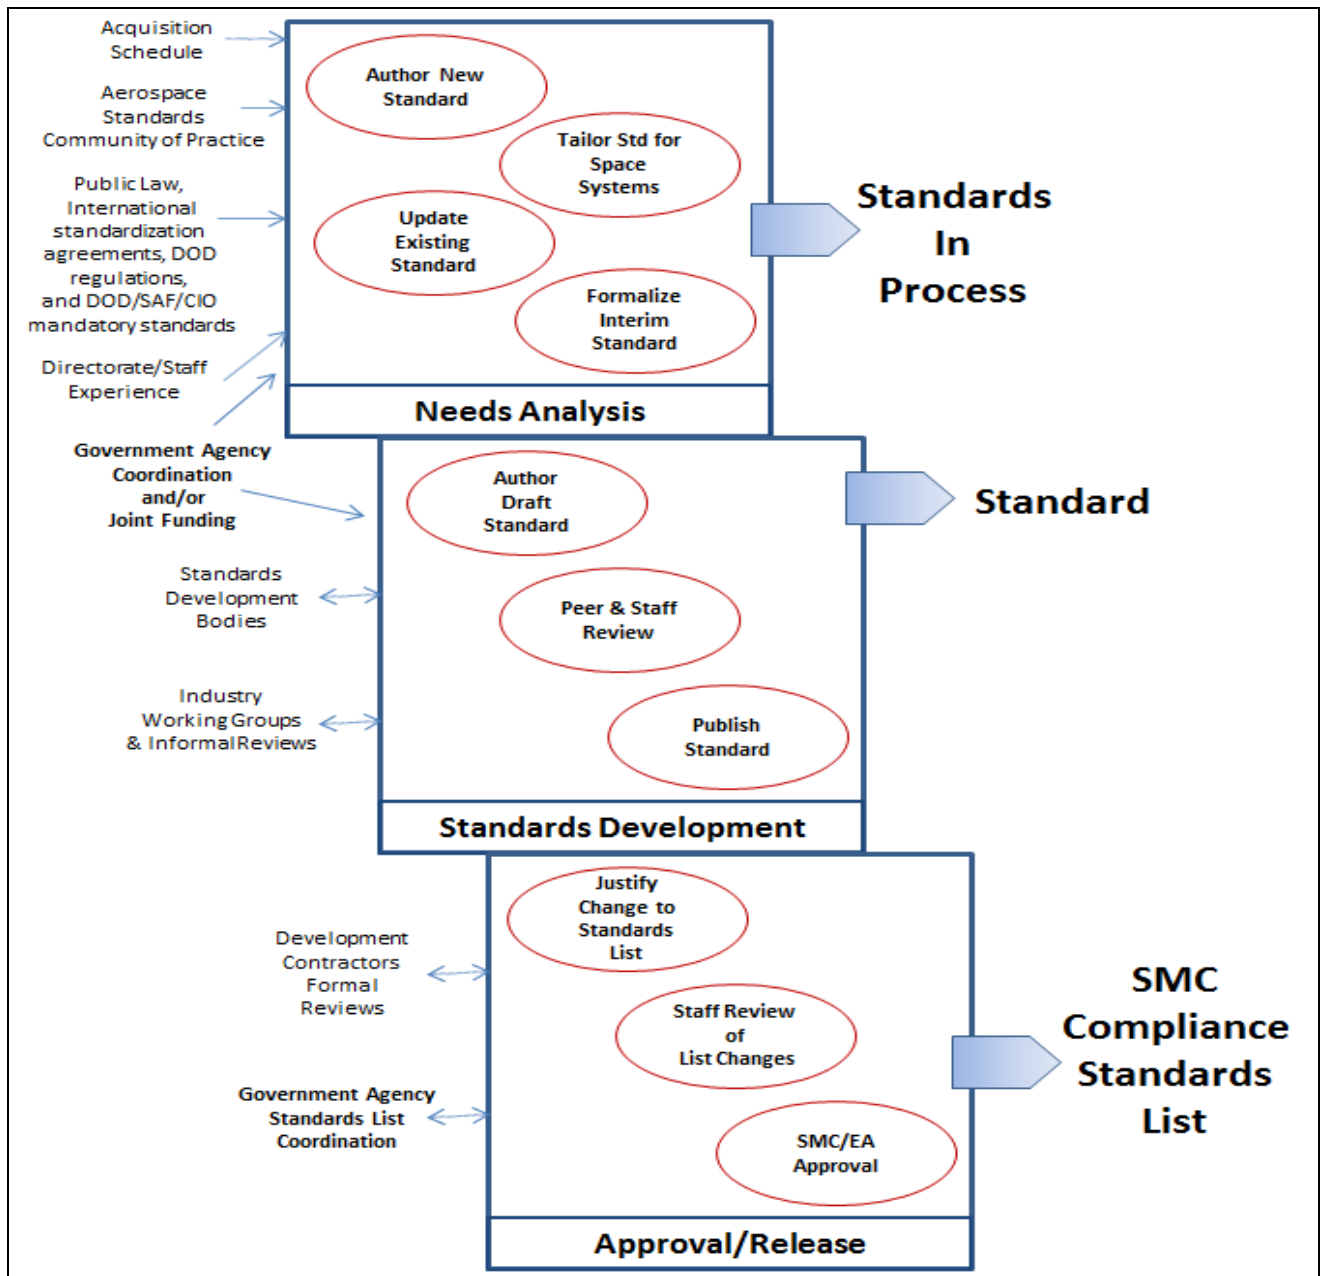 Acquisition
Schedule
Aerospace
Standards
Community of Practice
Public Law,
International
standardization
agreements, DOD
regulations,
and DOD/SAF/CIO
mandatory standards
Directorate/Staff
Experience
Government Agency
Coordination
and/or
Joint Funding
Author New
Standard
Tailor Std for
Space
Systems
Update
Existing
Standard
Formalize
Interim
Standard
Needs Analysis
Standards
In
Process
Standards
Development
Bodies
Industry
Working Groups
& Informal Reviews
Author
Draft
Standard
Peer & Staff
Review
Publish
Standard
Standards Development
Standard
Development
Contractors
Formal
Reviews
Government Agency
Standards List
Coordination
Justify
Change to
Standards
List
Staff Review
of
List Changes
SMC/EA
Approval
Approval/Release
SMC
Compliance
Standards
List